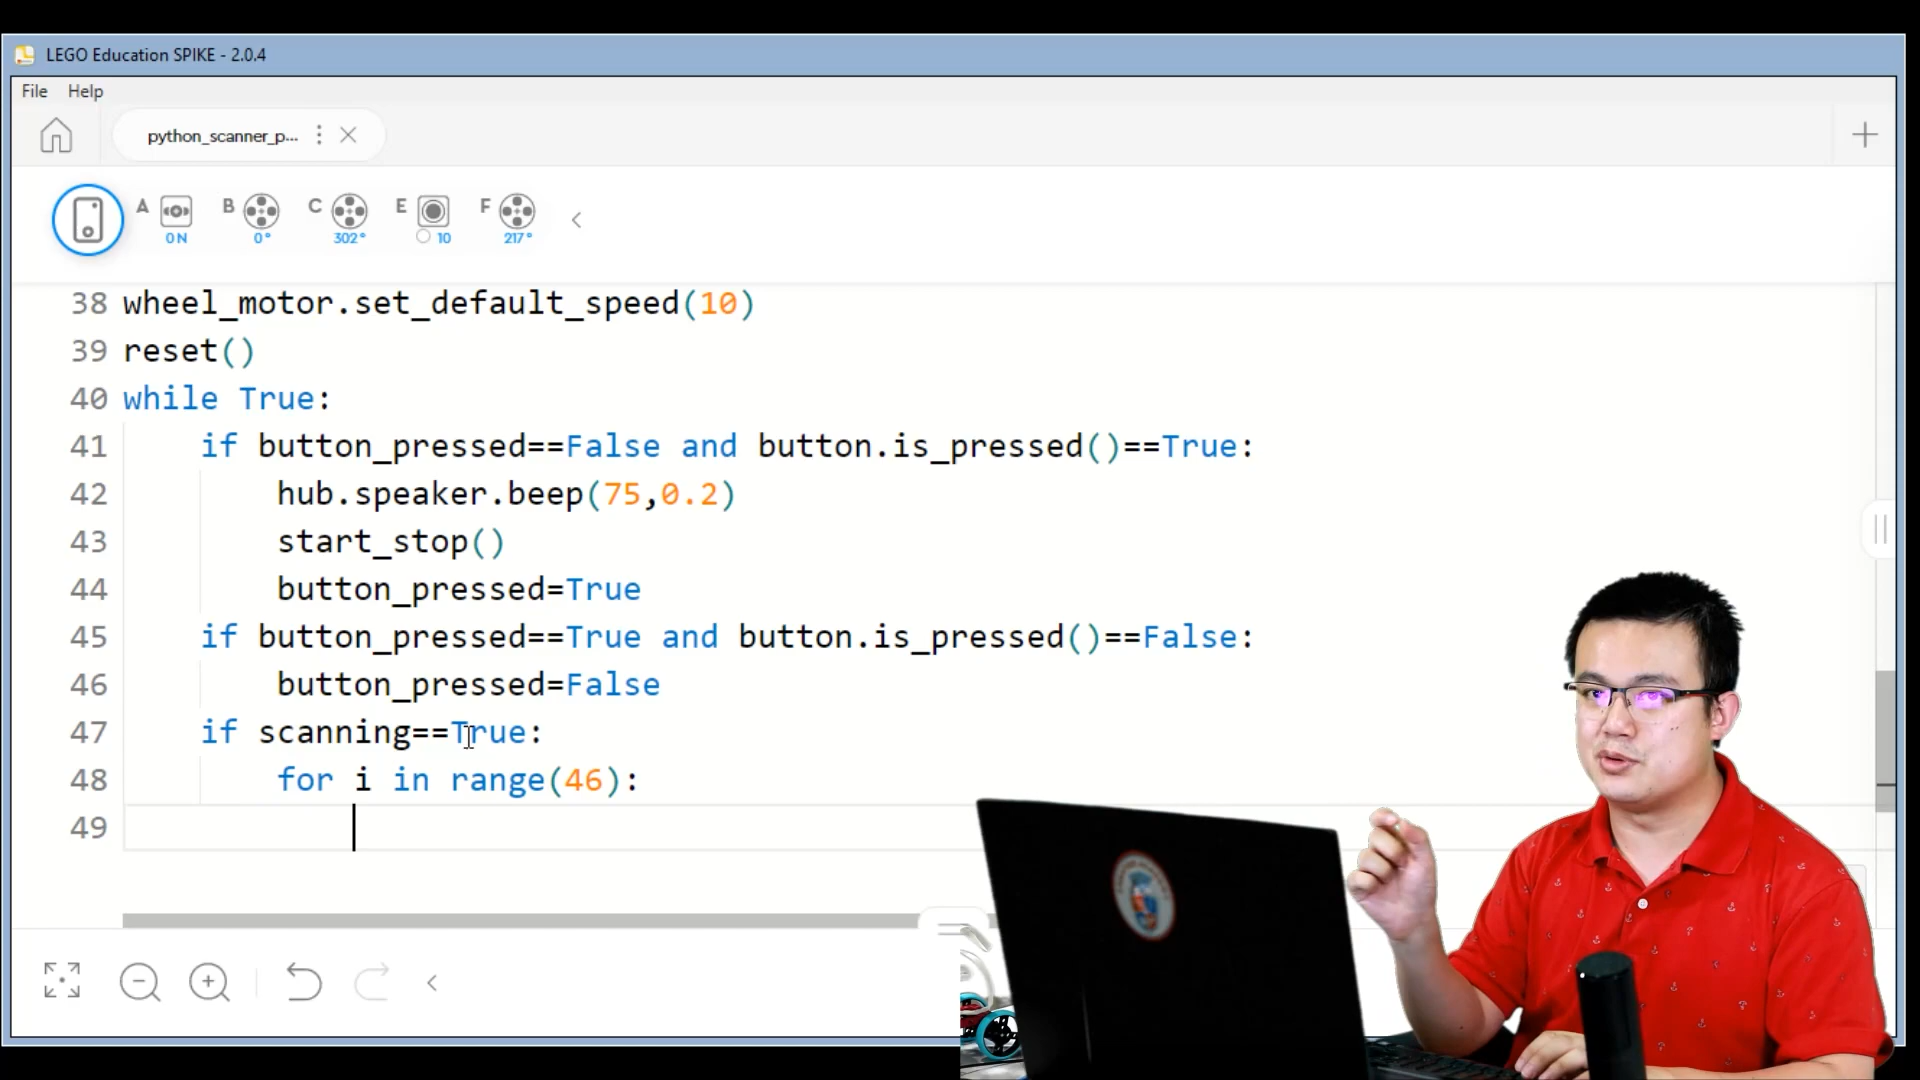 LEGO Education SPIKE - 2.0.4
File Help
python_scanner_p...
A B C E F
0N 0° 302° 10 217°
38 wheel_motor.set_default_speed(10)
39 reset()
40 while True:
41 if button_pressed==False and button.is_pressed()==True:
42 hub.speaker.beep(75,0.2)
43 start_stop()
44 button_pressed=True
45 if button_pressed==True and button.is_pressed()==False:
46 button_pressed=False
47 if scanning==True:
48 for i in range(46):
49